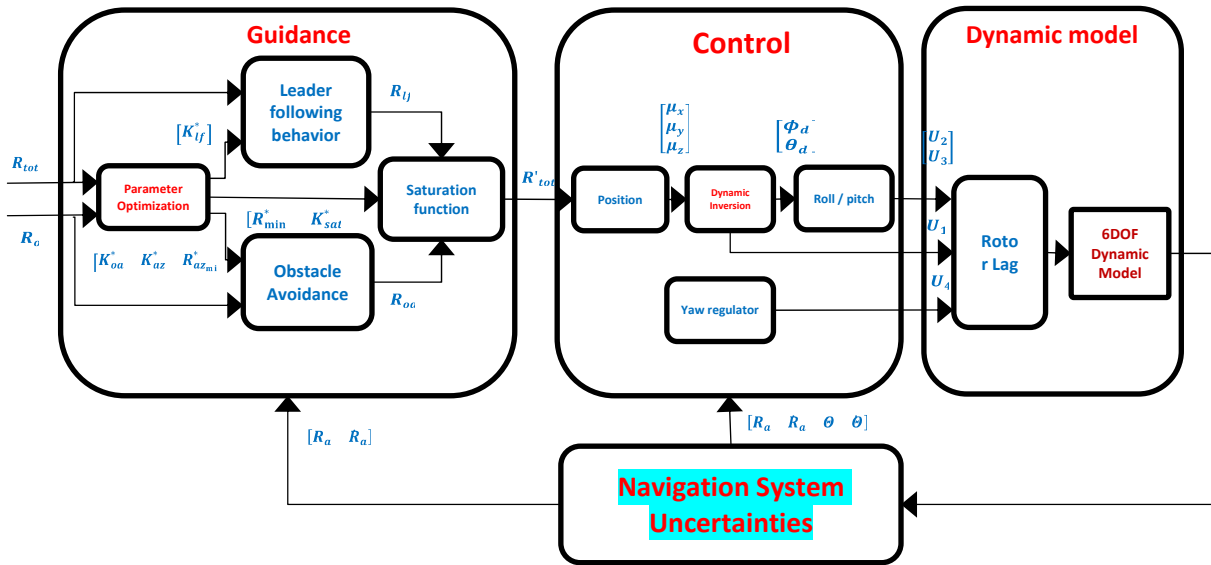 Guidance
Control
Dynamic model
Leader
following
behavior
R_lf
[K*_lf]
R_tot
Parameter
Optimization
Saturation
function
R'_tot
[R*_min K*_sat
R_o
[K*_oa K*_az R*_az_mi
Obstacle
Avoidance
R_oa
[μ_x
μ_y
μ_z]
[Φ_d
Θ_d]
[U_2
U_3]
Position
Dynamic
Inversion
Roll / pitch
U_1
Roto
r Lag
6DOF
Dynamic
Model
U_4
Yaw regulator
[R_a Ṙ_a]
[R_a Ṙ_a Θ Θ̇]
Navigation System
Uncertainties